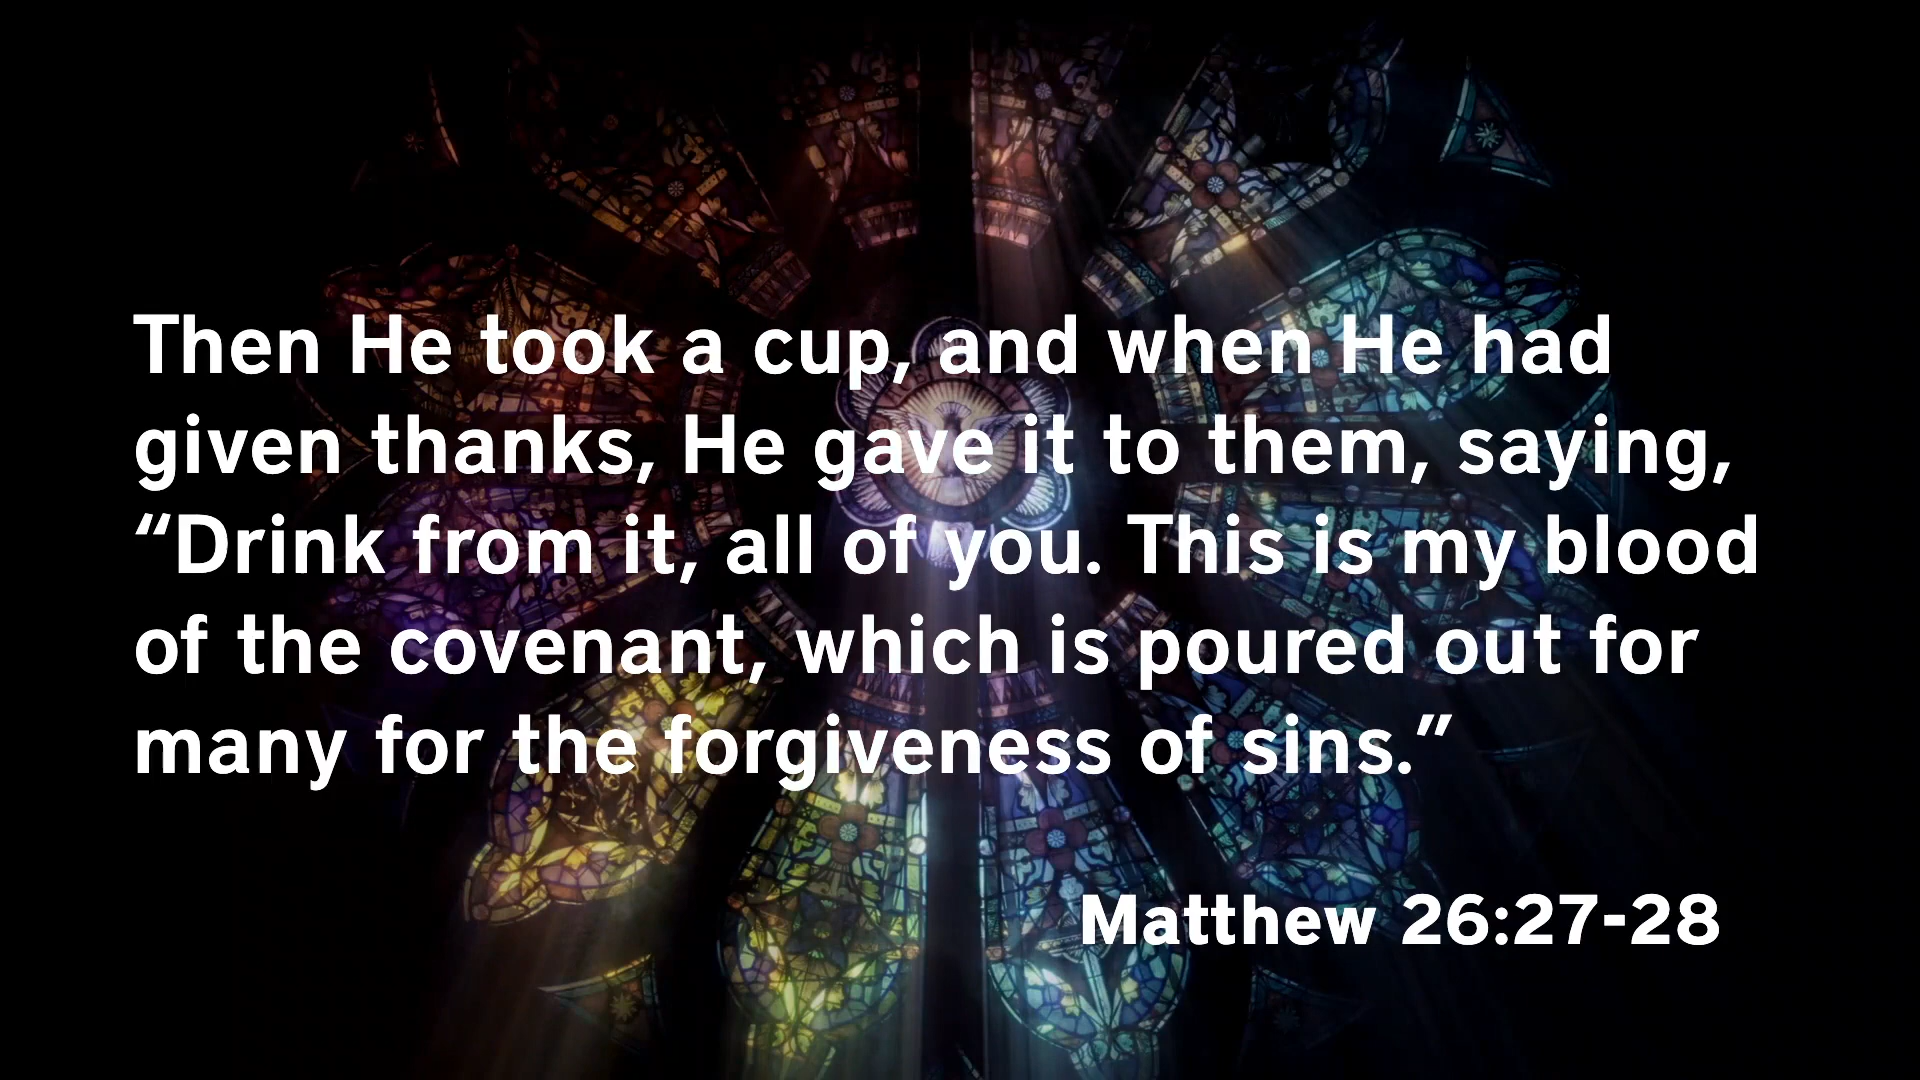 Then He took a cup, and when He had
given thanks, He gave it to them, saying,
“Drink from it, all of you. This is my blood
of the covenant, which is poured out for
many for the forgiveness of sins.”
Matthew 26:27-28